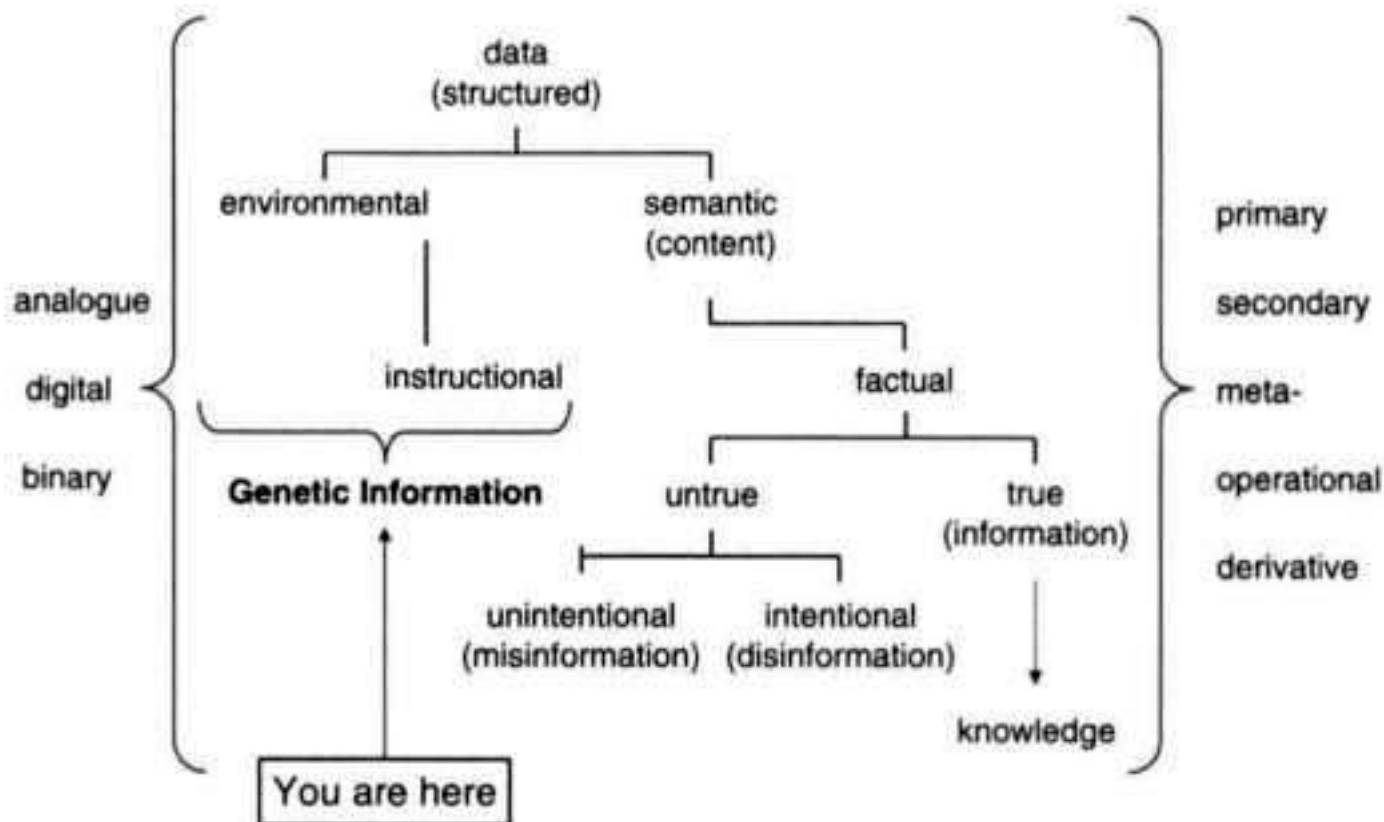 data
(structured)
environmental
semantic
(content)
primary
analogue
secondary
instructional
factual
digital
meta-
binary
Genetic Information
untrue
true
(information)
operational
derivative
unintentional
(misinformation)
intentional
(disinformation)
knowledge
You are here